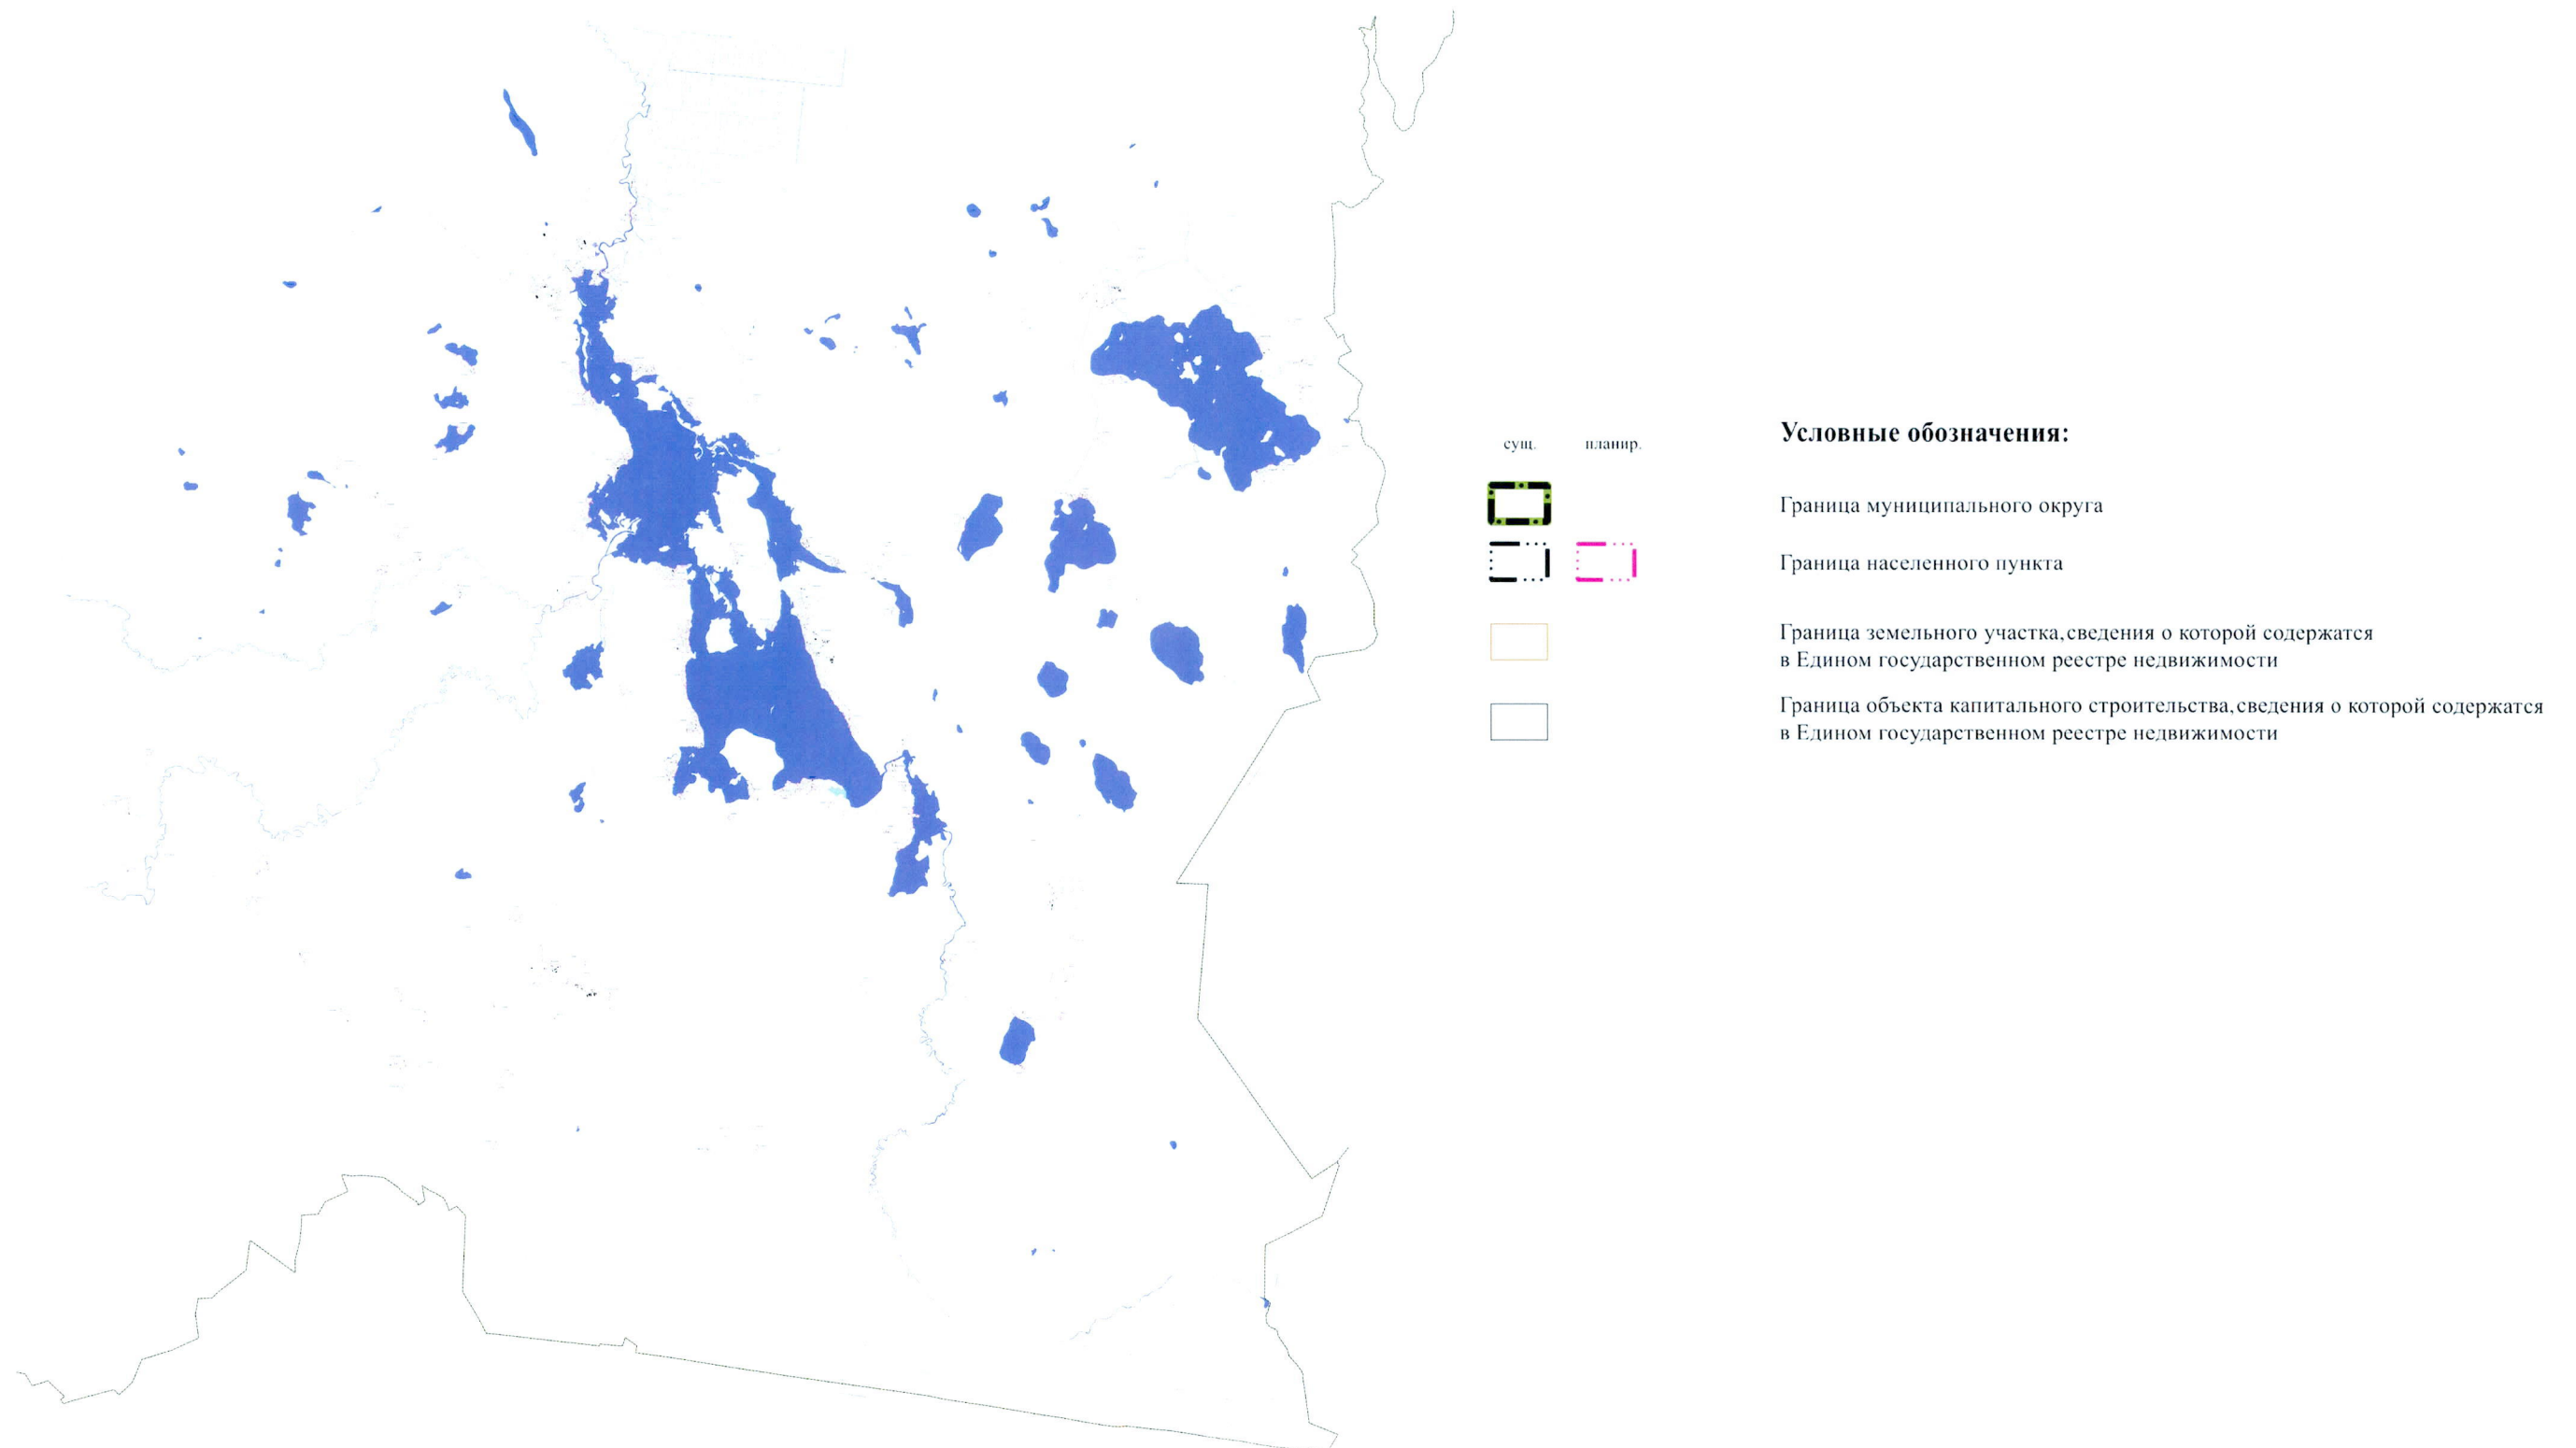 Условные обозначения:
сущ. планир.
Граница муниципального округа
Граница населенного пункта
Граница земельного участка,сведения о которой содержатся
в Едином государственном реестре недвижимости
Граница объекта капитального строительства,сведения о которой содержатся
в Едином государственном реестре недвижимости